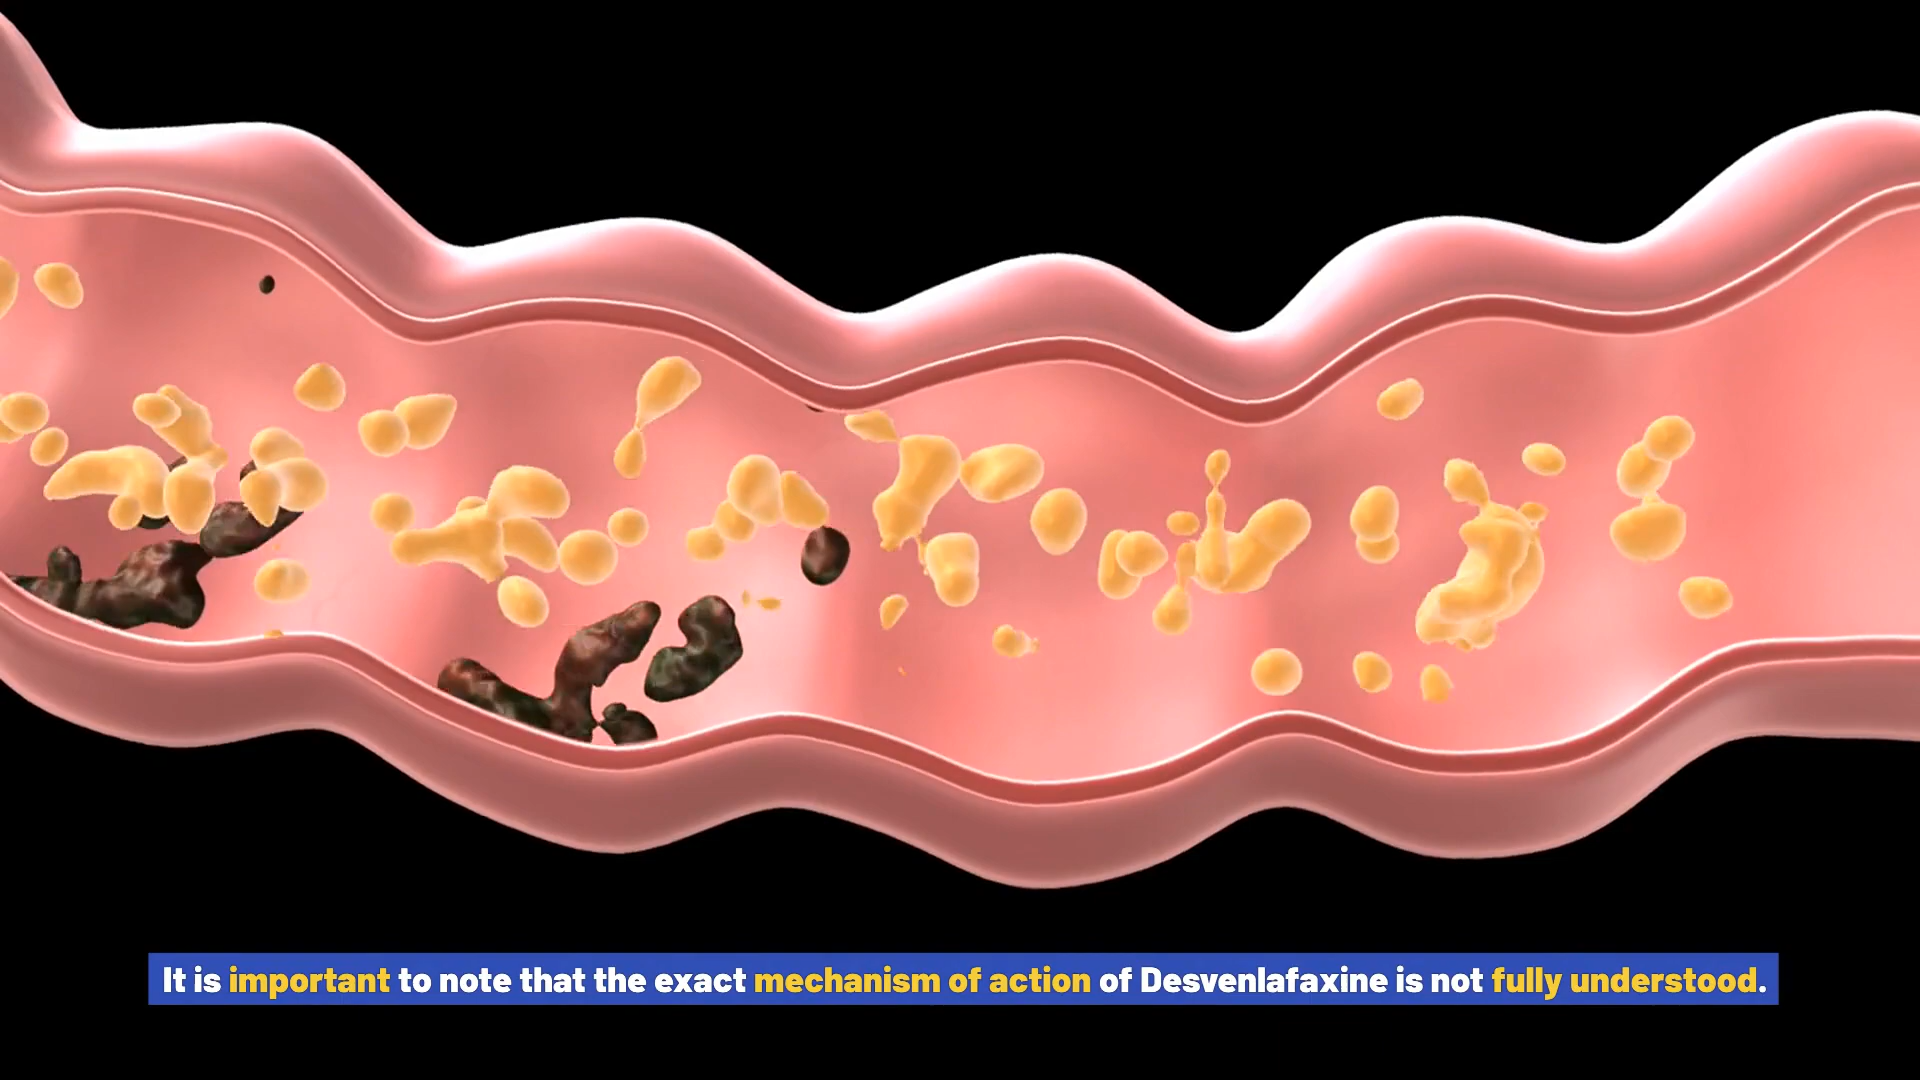 It is important to note that the exact mechanism of action of Desvenlafaxine is not fully understood.